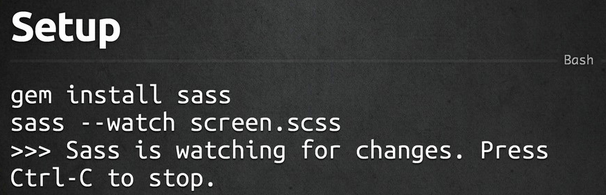 Setup
Bash
gem install sass
sass --watch screen.scss
>>> Sass is watching for changes. Press
Ctrl-C to stop.